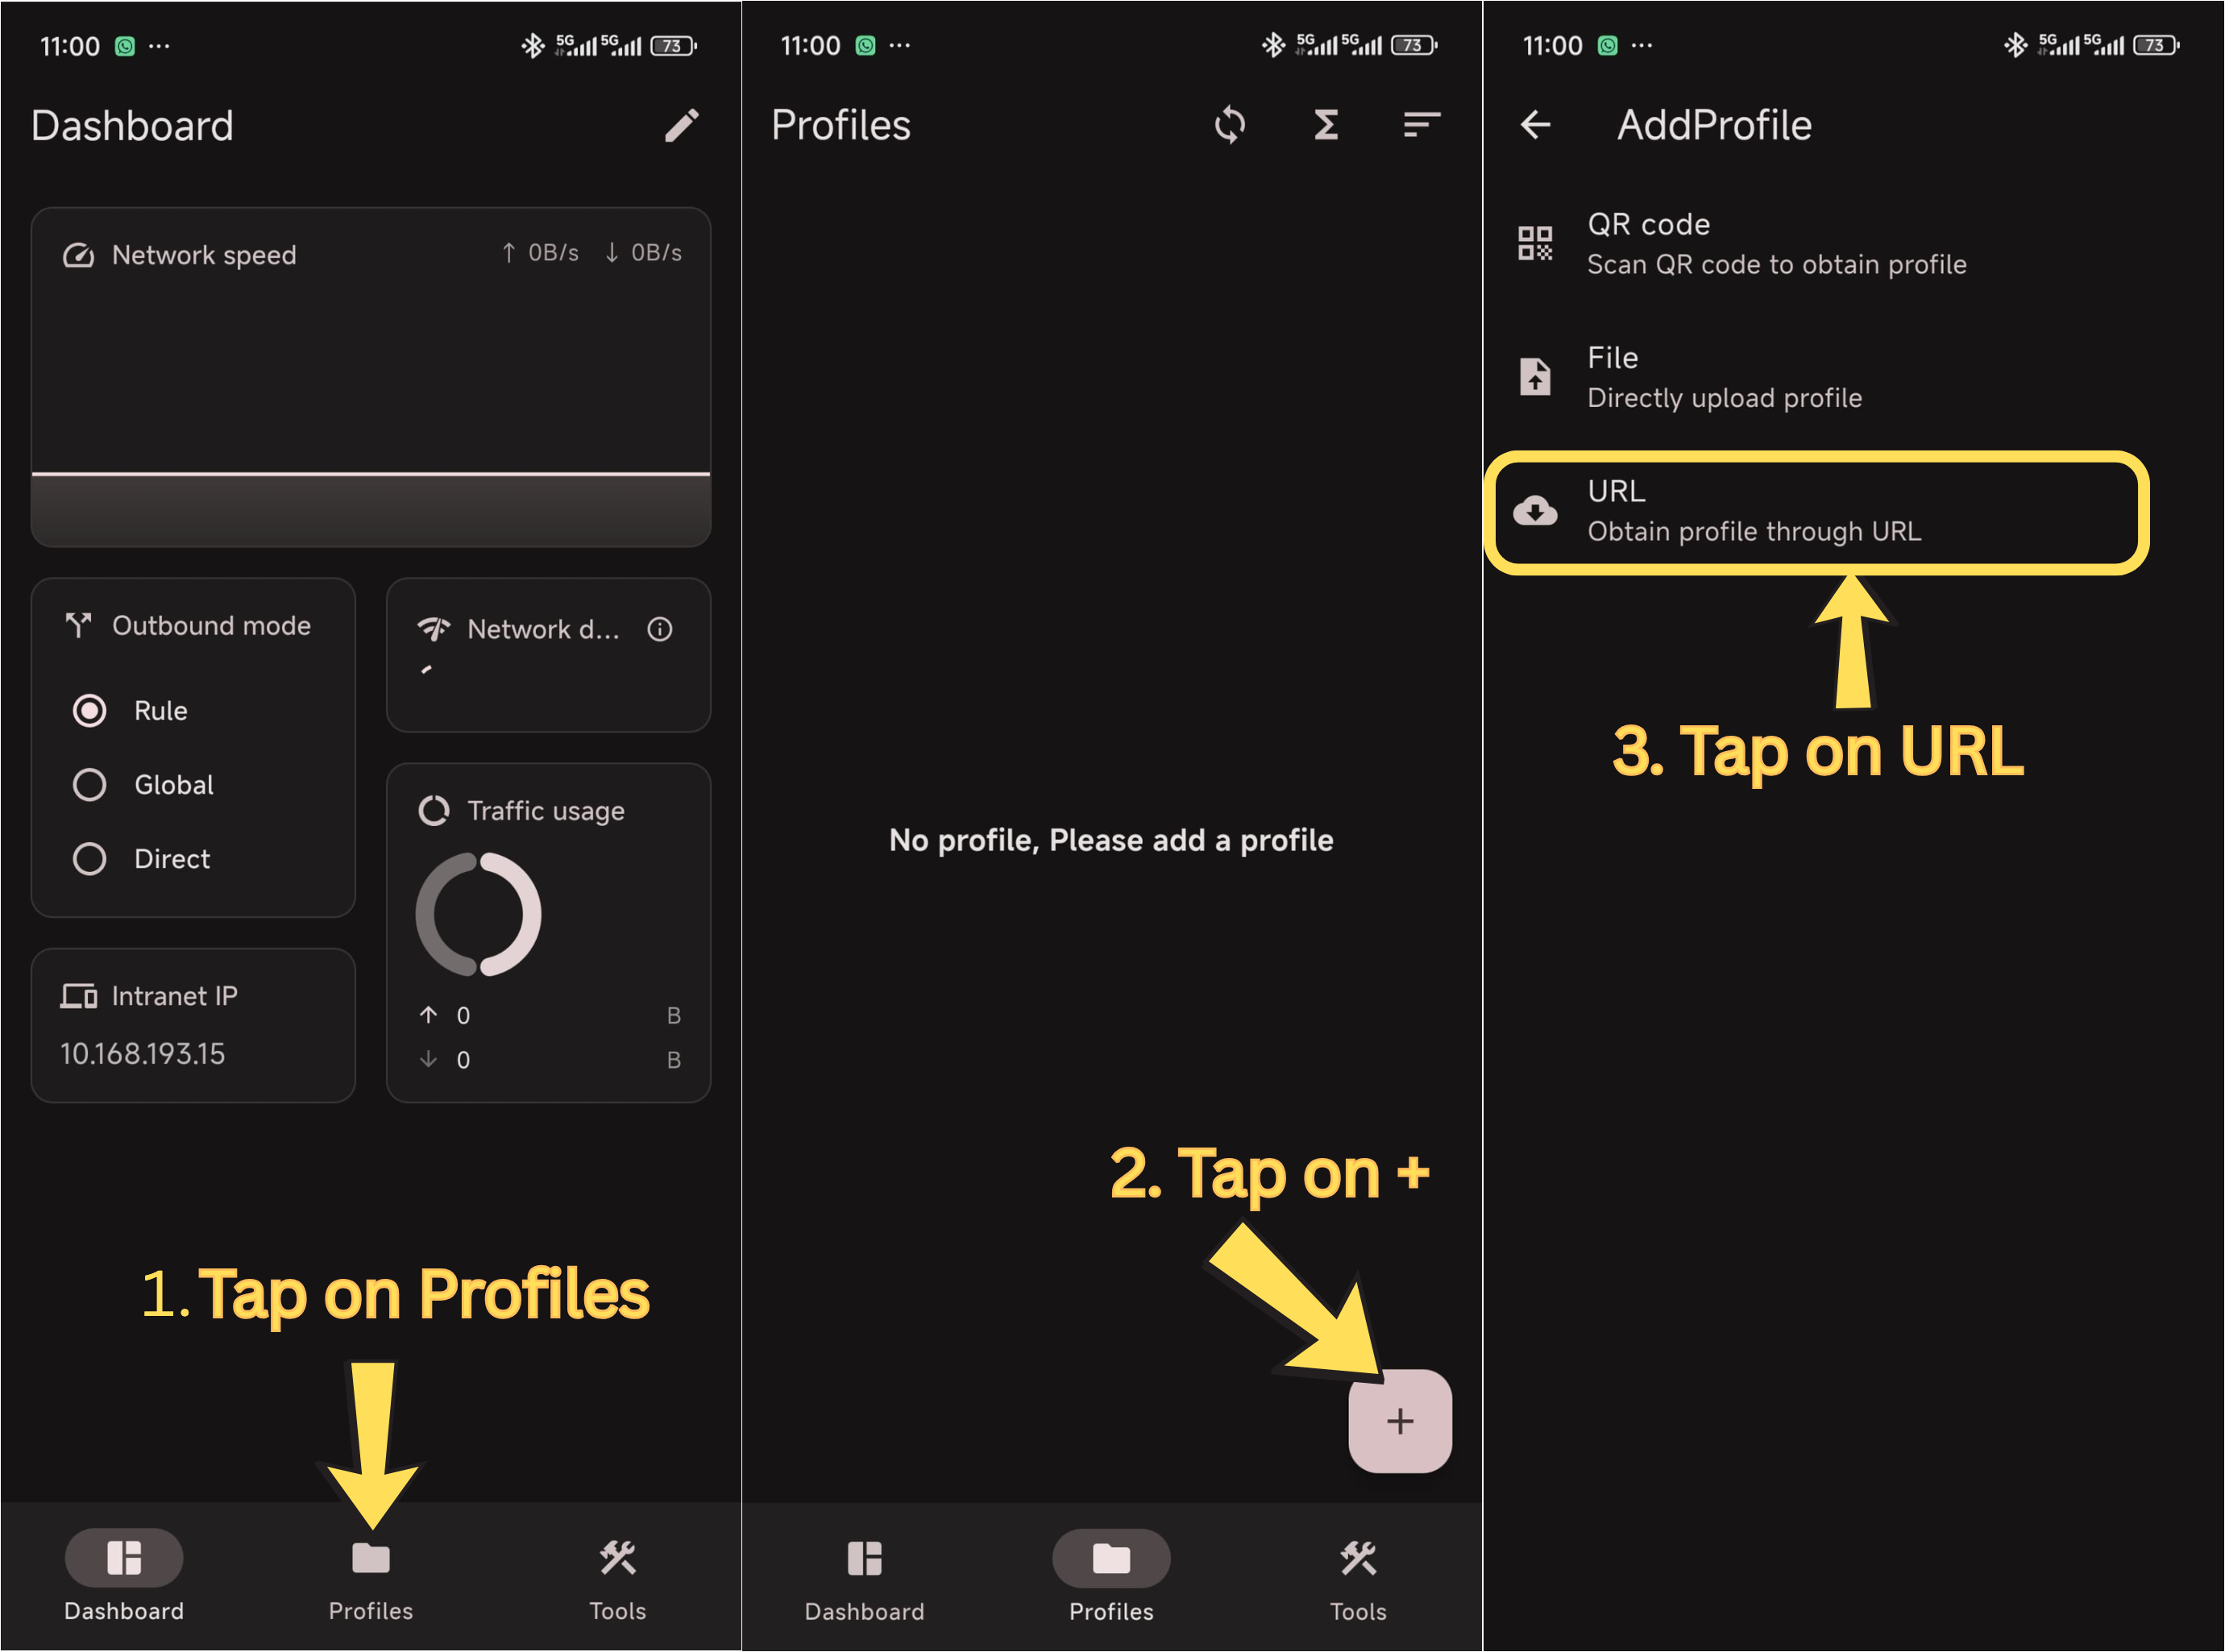 11:00 ...
5G 5G 73
Dashboard
Network speed
↑ 0B/s ↓ 0B/s
Outbound mode
Rule
Global
Direct
Network d...
Traffic usage
↑ 0 B
↓ 0 B
Intranet IP
10.168.193.15
1. Tap on Profiles
Dashboard
Profiles
Tools
11:00 ...
5G 5G 73
Profiles
No profile, Please add a profile
2. Tap on +
+
Dashboard
Profiles
Tools
11:00 ...
5G 5G 73
AddProfile
QR code
Scan QR code to obtain profile
File
Directly upload profile
URL
Obtain profile through URL
3. Tap on URL